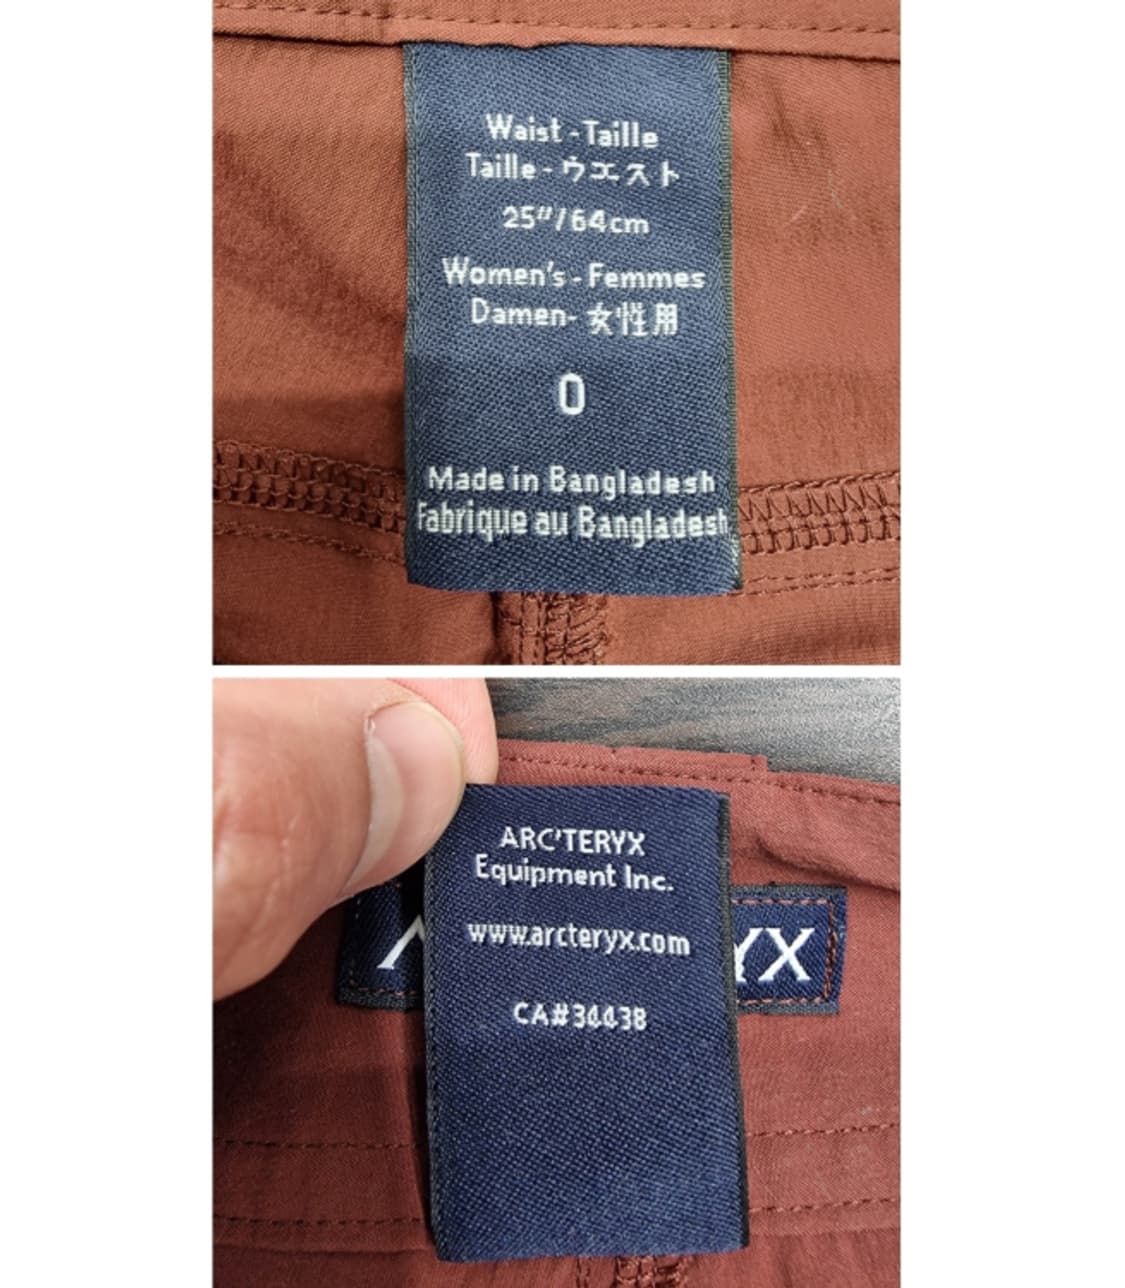 Waist - Taille
Taille - ウエスト
25"/64cm
Women's - Femmes
Damen- 女性用
0
Made in Bangladesh
Fabrique au Bangladesh
ARC'TERYX
Equipment Inc.
www.arcteryx.com
YX
CA#34438